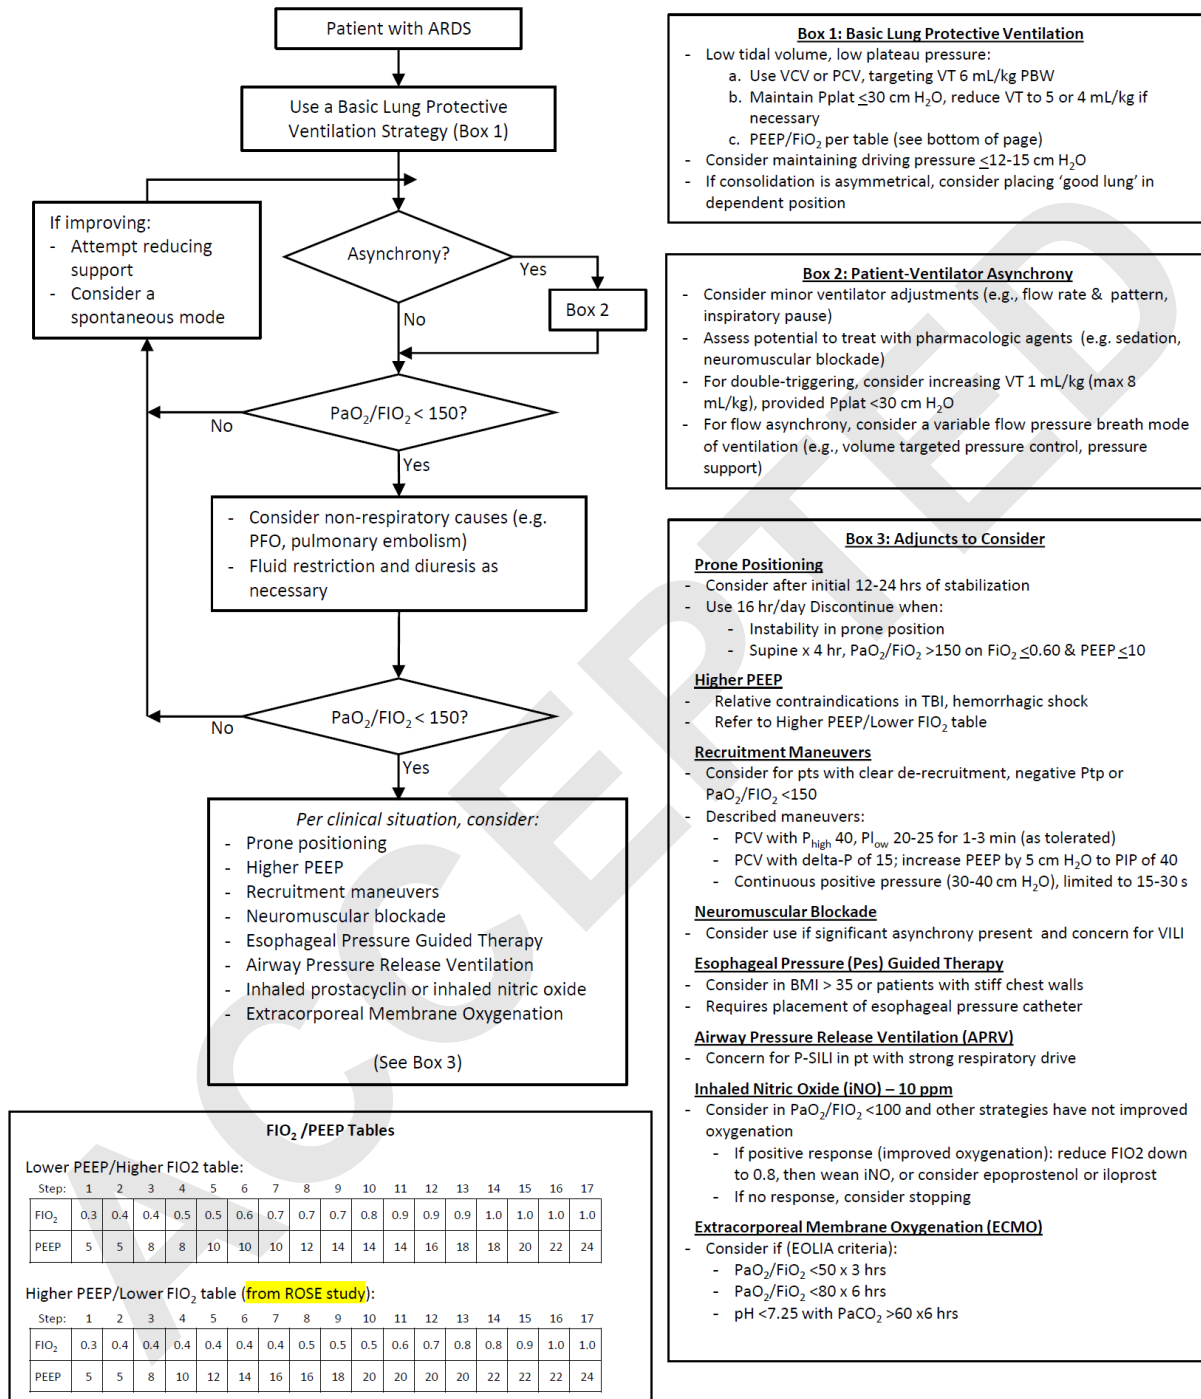 Patient with ARDS
Use a Basic Lung Protective
Ventilation Strategy (Box 1)
If improving:
- Attempt reducing
support
- Consider a
spontaneous mode
Asynchrony?
Yes
Box 2
No
PaO2/FIO2 < 150?
No
Yes
- Consider non-respiratory causes (e.g.
PFO, pulmonary embolism)
- Fluid restriction and diuresis as
necessary
PaO2/FIO2 < 150?
No
Yes
Per clinical situation, consider:
- Prone positioning
- Higher PEEP
- Recruitment maneuvers
- Neuromuscular blockade
- Esophageal Pressure Guided Therapy
- Airway Pressure Release Ventilation
- Inhaled prostacyclin or inhaled nitric oxide
- Extracorporeal Membrane Oxygenation
(See Box 3)
Box 1: Basic Lung Protective Ventilation
- Low tidal volume, low plateau pressure:
a. Use VCV or PCV, targeting VT 6 mL/kg PBW
b. Maintain Pplat ≤30 cm H2O, reduce VT to 5 or 4 mL/kg if
necessary
c. PEEP/FiO2 per table (see bottom of page)
- Consider maintaining driving pressure ≤12-15 cm H2O
- If consolidation is asymmetrical, consider placing ‘good lung’ in
dependent position
Box 2: Patient-Ventilator Asynchrony
- Consider minor ventilator adjustments (e.g., flow rate & pattern,
inspiratory pause)
- Assess potential to treat with pharmacologic agents (e.g. sedation,
neuromuscular blockade)
- For double-triggering, consider increasing VT 1 mL/kg (max 8
mL/kg), provided Pplat <30 cm H2O
- For flow asynchrony, consider a variable flow pressure breath mode
of ventilation (e.g., volume targeted pressure control, pressure
support)
Box 3: Adjuncts to Consider
Prone Positioning
- Consider after initial 12-24 hrs of stabilization
- Use 16 hr/day Discontinue when:
- Instability in prone position
- Supine x 4 hr, PaO2/FiO2 >150 on FiO2 ≤0.60 & PEEP ≤10
Higher PEEP
- Relative contraindications in TBI, hemorrhagic shock
- Refer to Higher PEEP/Lower FIO2 table
Recruitment Maneuvers
- Consider for pts with clear de-recruitment, negative Ptp or
PaO2/FIO2 <150
- Described maneuvers:
- PCV with Phigh 40, Plow 20-25 for 1-3 min (as tolerated)
- PCV with delta-P of 15; increase PEEP by 5 cm H2O to PIP of 40
- Continuous positive pressure (30-40 cm H2O), limited to 15-30 s
Neuromuscular Blockade
- Consider use if significant asynchrony present and concern for VILI
Esophageal Pressure (Pes) Guided Therapy
- Consider in BMI > 35 or patients with stiff chest walls
- Requires placement of esophageal pressure catheter
Airway Pressure Release Ventilation (APRV)
- Concern for P-SILI in pt with strong respiratory drive
Inhaled Nitric Oxide (iNO) – 10 ppm
- Consider in PaO2/FIO2 <100 and other strategies have not improved
oxygenation
- If positive response (improved oxygenation): reduce FIO2 down
to 0.8, then wean iNO, or consider epoprostenol or iloprost
- If no response, consider stopping
Extracorporeal Membrane Oxygenation (ECMO)
- Consider if (EOLIA criteria):
- PaO2/FiO2 <50 x 3 hrs
- PaO2/FiO2 <80 x 6 hrs
- pH <7.25 with PaCO2 >60 x6 hrs
FIO2 /PEEP Tables
Lower PEEP/Higher FIO2 table:
Step: 1 2 3 4 5 6 7 8 9 10 11 12 13 14 15 16 17
FIO2 0.3 0.4 0.4 0.5 0.5 0.6 0.7 0.7 0.7 0.8 0.9 0.9 0.9 1.0 1.0 1.0 1.0
PEEP 5 5 8 8 10 10 10 12 14 14 14 16 18 18 20 22 24
Higher PEEP/Lower FIO2 table (from ROSE study):
Step: 1 2 3 4 5 6 7 8 9 10 11 12 13 14 15 16 17
FIO2 0.3 0.4 0.4 0.4 0.4 0.4 0.4 0.5 0.5 0.5 0.6 0.7 0.8 0.8 0.9 1.0 1.0
PEEP 5 5 8 10 12 14 16 16 18 20 20 20 20 22 22 22 24
ACCEPTED